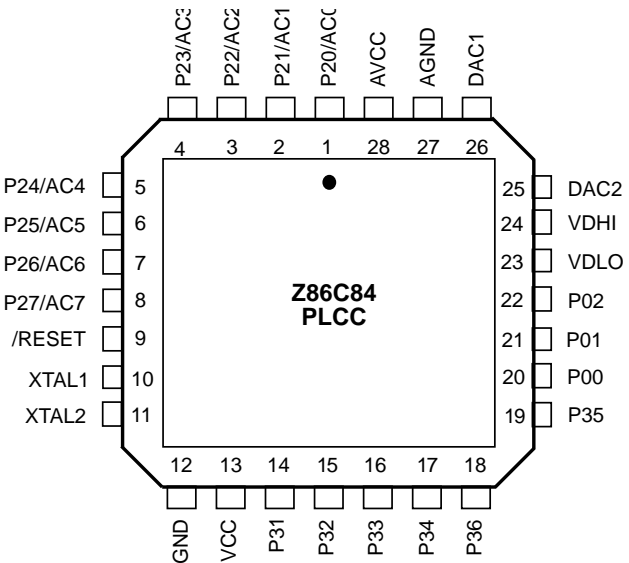 P23/AC3
P22/AC2
P21/AC1
P20/AC0
AVCC
AGND
DAC1
4
3
2
1
28
27
26
P24/AC4
5
P25/AC5
6
P26/AC6
7
P27/AC7
8
/RESET
9
XTAL1
10
XTAL2
11
Z86C84
PLCC
25
DAC2
24
VDHI
23
VDLO
22
P02
21
P01
20
P00
19
P35
12
13
14
15
16
17
18
GND
VCC
P31
P32
P33
P34
P36